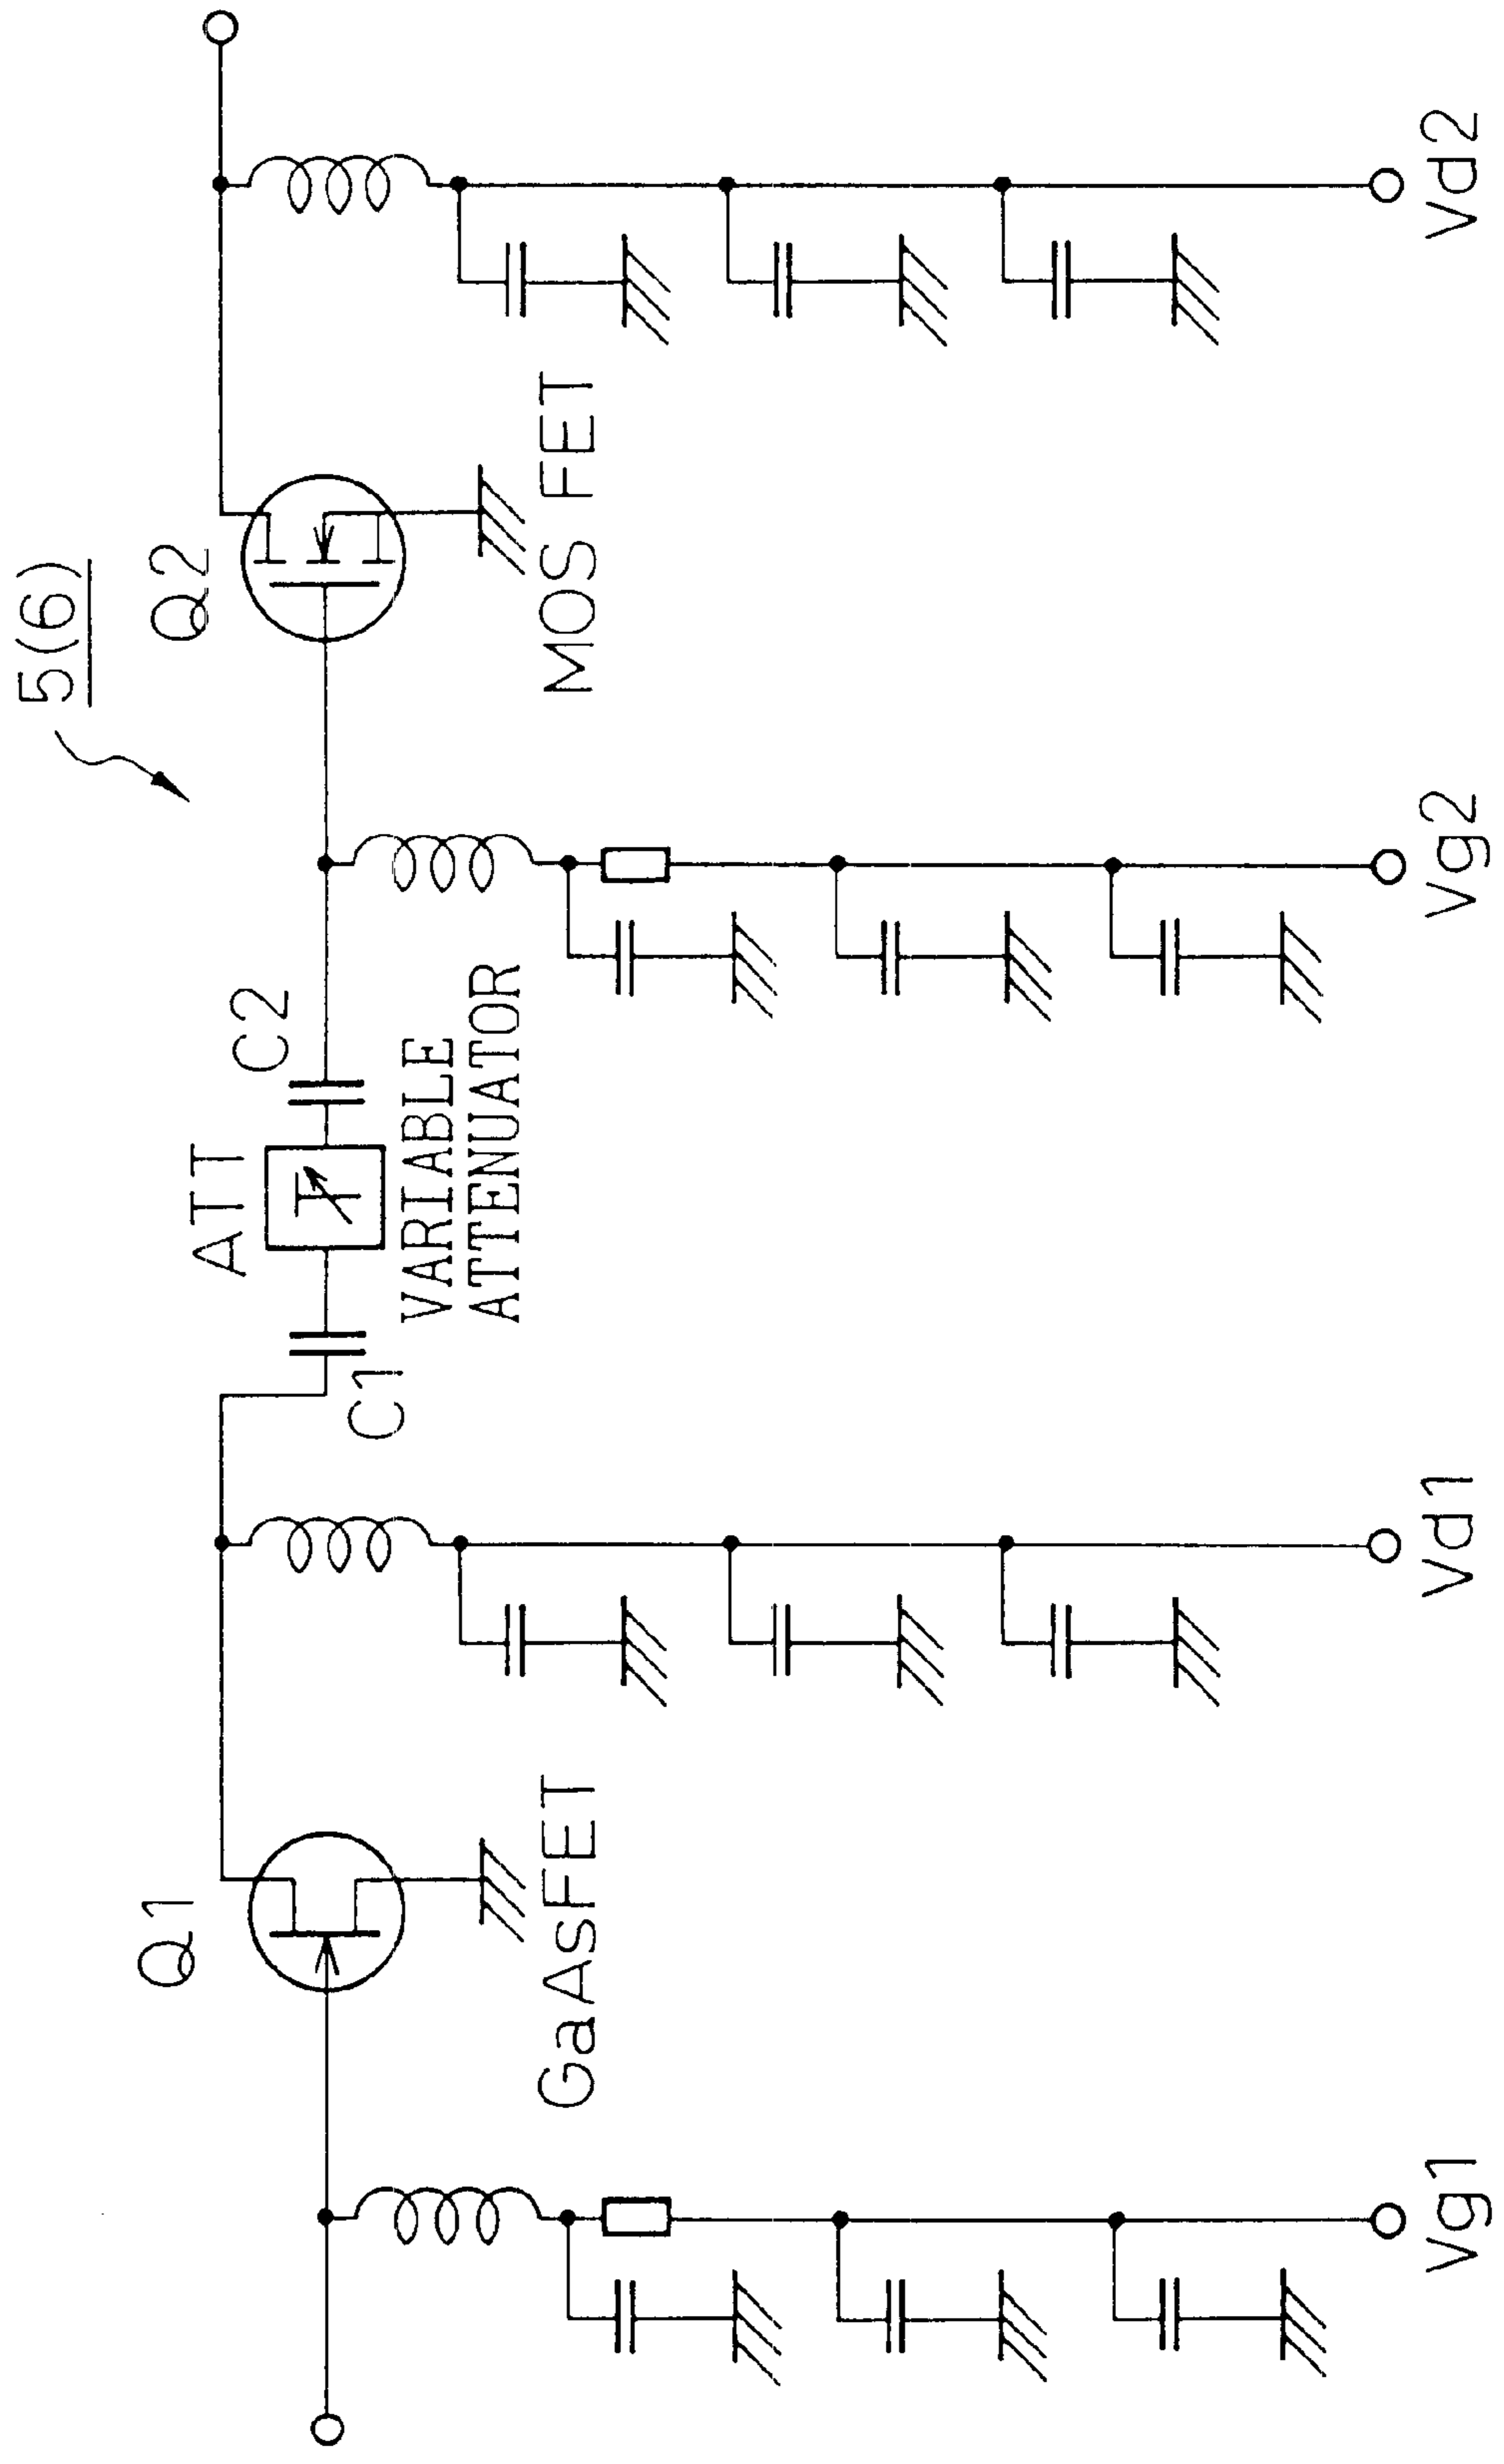 5(6)
Q1
Q2
ATT
C1
C2
VARIABLE
ATTENUATOR
GaAsFET
MOS FET
Vg1
Vd1
Vg2
Vd2